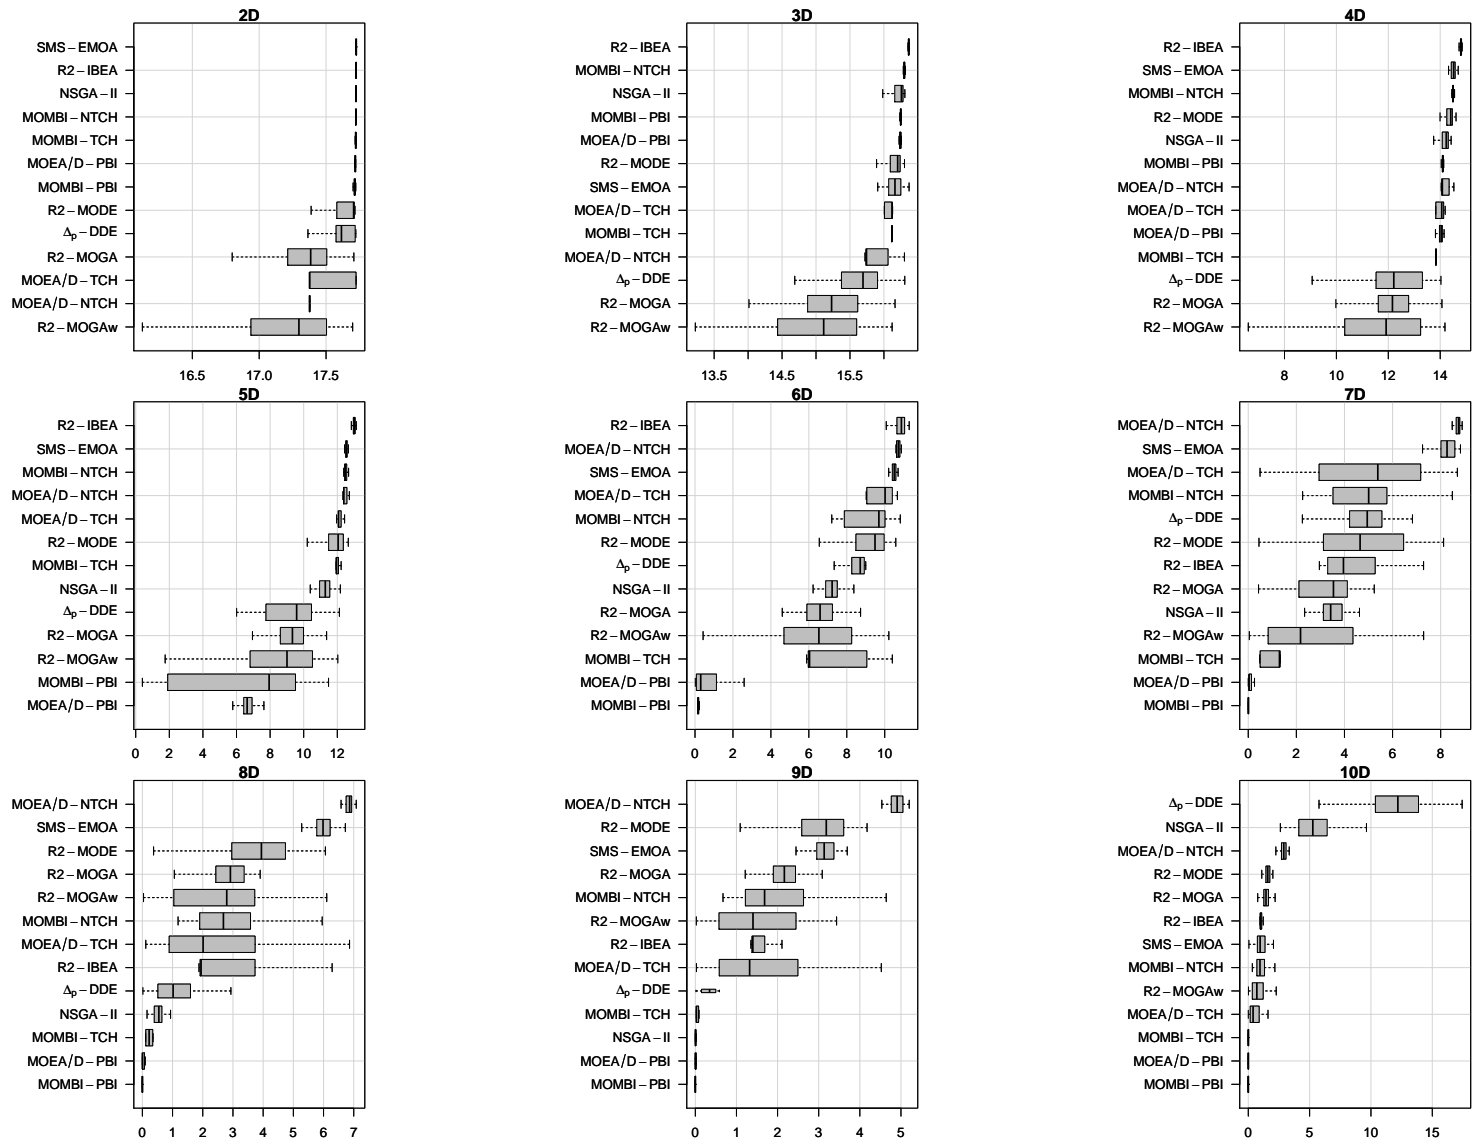 2D
SMS−EMOA
R2−IBEA
NSGA−II
MOMBI−NTCH
MOMBI−TCH
MOEA/D−PBI
MOMBI−PBI
R2−MODE
Δp−DDE
R2−MOGA
MOEA/D−TCH
MOEA/D−NTCH
R2−MOGAw
16.5 17.0 17.5
3D
R2−IBEA
MOMBI−NTCH
NSGA−II
MOMBI−PBI
MOEA/D−PBI
R2−MODE
SMS−EMOA
MOEA/D−TCH
MOMBI−TCH
MOEA/D−NTCH
Δp−DDE
R2−MOGA
R2−MOGAw
13.5 14.5 15.5
4D
R2−IBEA
SMS−EMOA
MOMBI−NTCH
R2−MODE
NSGA−II
MOMBI−PBI
MOEA/D−NTCH
MOEA/D−TCH
MOEA/D−PBI
MOMBI−TCH
Δp−DDE
R2−MOGA
R2−MOGAw
8 10 12 14
5D
R2−IBEA
SMS−EMOA
MOMBI−NTCH
MOEA/D−NTCH
MOEA/D−TCH
R2−MODE
MOMBI−TCH
NSGA−II
Δp−DDE
R2−MOGA
R2−MOGAw
MOMBI−PBI
MOEA/D−PBI
0 2 4 6 8 10 12
6D
R2−IBEA
MOEA/D−NTCH
SMS−EMOA
MOEA/D−TCH
MOMBI−NTCH
R2−MODE
Δp−DDE
NSGA−II
R2−MOGA
R2−MOGAw
MOMBI−TCH
MOEA/D−PBI
MOMBI−PBI
0 2 4 6 8 10
7D
MOEA/D−NTCH
SMS−EMOA
MOEA/D−TCH
MOMBI−NTCH
Δp−DDE
R2−MODE
R2−IBEA
R2−MOGA
NSGA−II
R2−MOGAw
MOMBI−TCH
MOEA/D−PBI
MOMBI−PBI
0 2 4 6 8
8D
MOEA/D−NTCH
SMS−EMOA
R2−MODE
R2−MOGA
R2−MOGAw
MOMBI−NTCH
MOEA/D−TCH
R2−IBEA
Δp−DDE
NSGA−II
MOMBI−TCH
MOEA/D−PBI
MOMBI−PBI
0 1 2 3 4 5 6 7
9D
MOEA/D−NTCH
R2−MODE
SMS−EMOA
R2−MOGA
MOMBI−NTCH
R2−MOGAw
R2−IBEA
MOEA/D−TCH
Δp−DDE
MOMBI−TCH
NSGA−II
MOEA/D−PBI
MOMBI−PBI
0 1 2 3 4 5
10D
Δp−DDE
NSGA−II
MOEA/D−NTCH
R2−MODE
R2−MOGA
R2−IBEA
SMS−EMOA
MOMBI−NTCH
R2−MOGAw
MOEA/D−TCH
MOMBI−TCH
MOEA/D−PBI
MOMBI−PBI
0 5 10 15